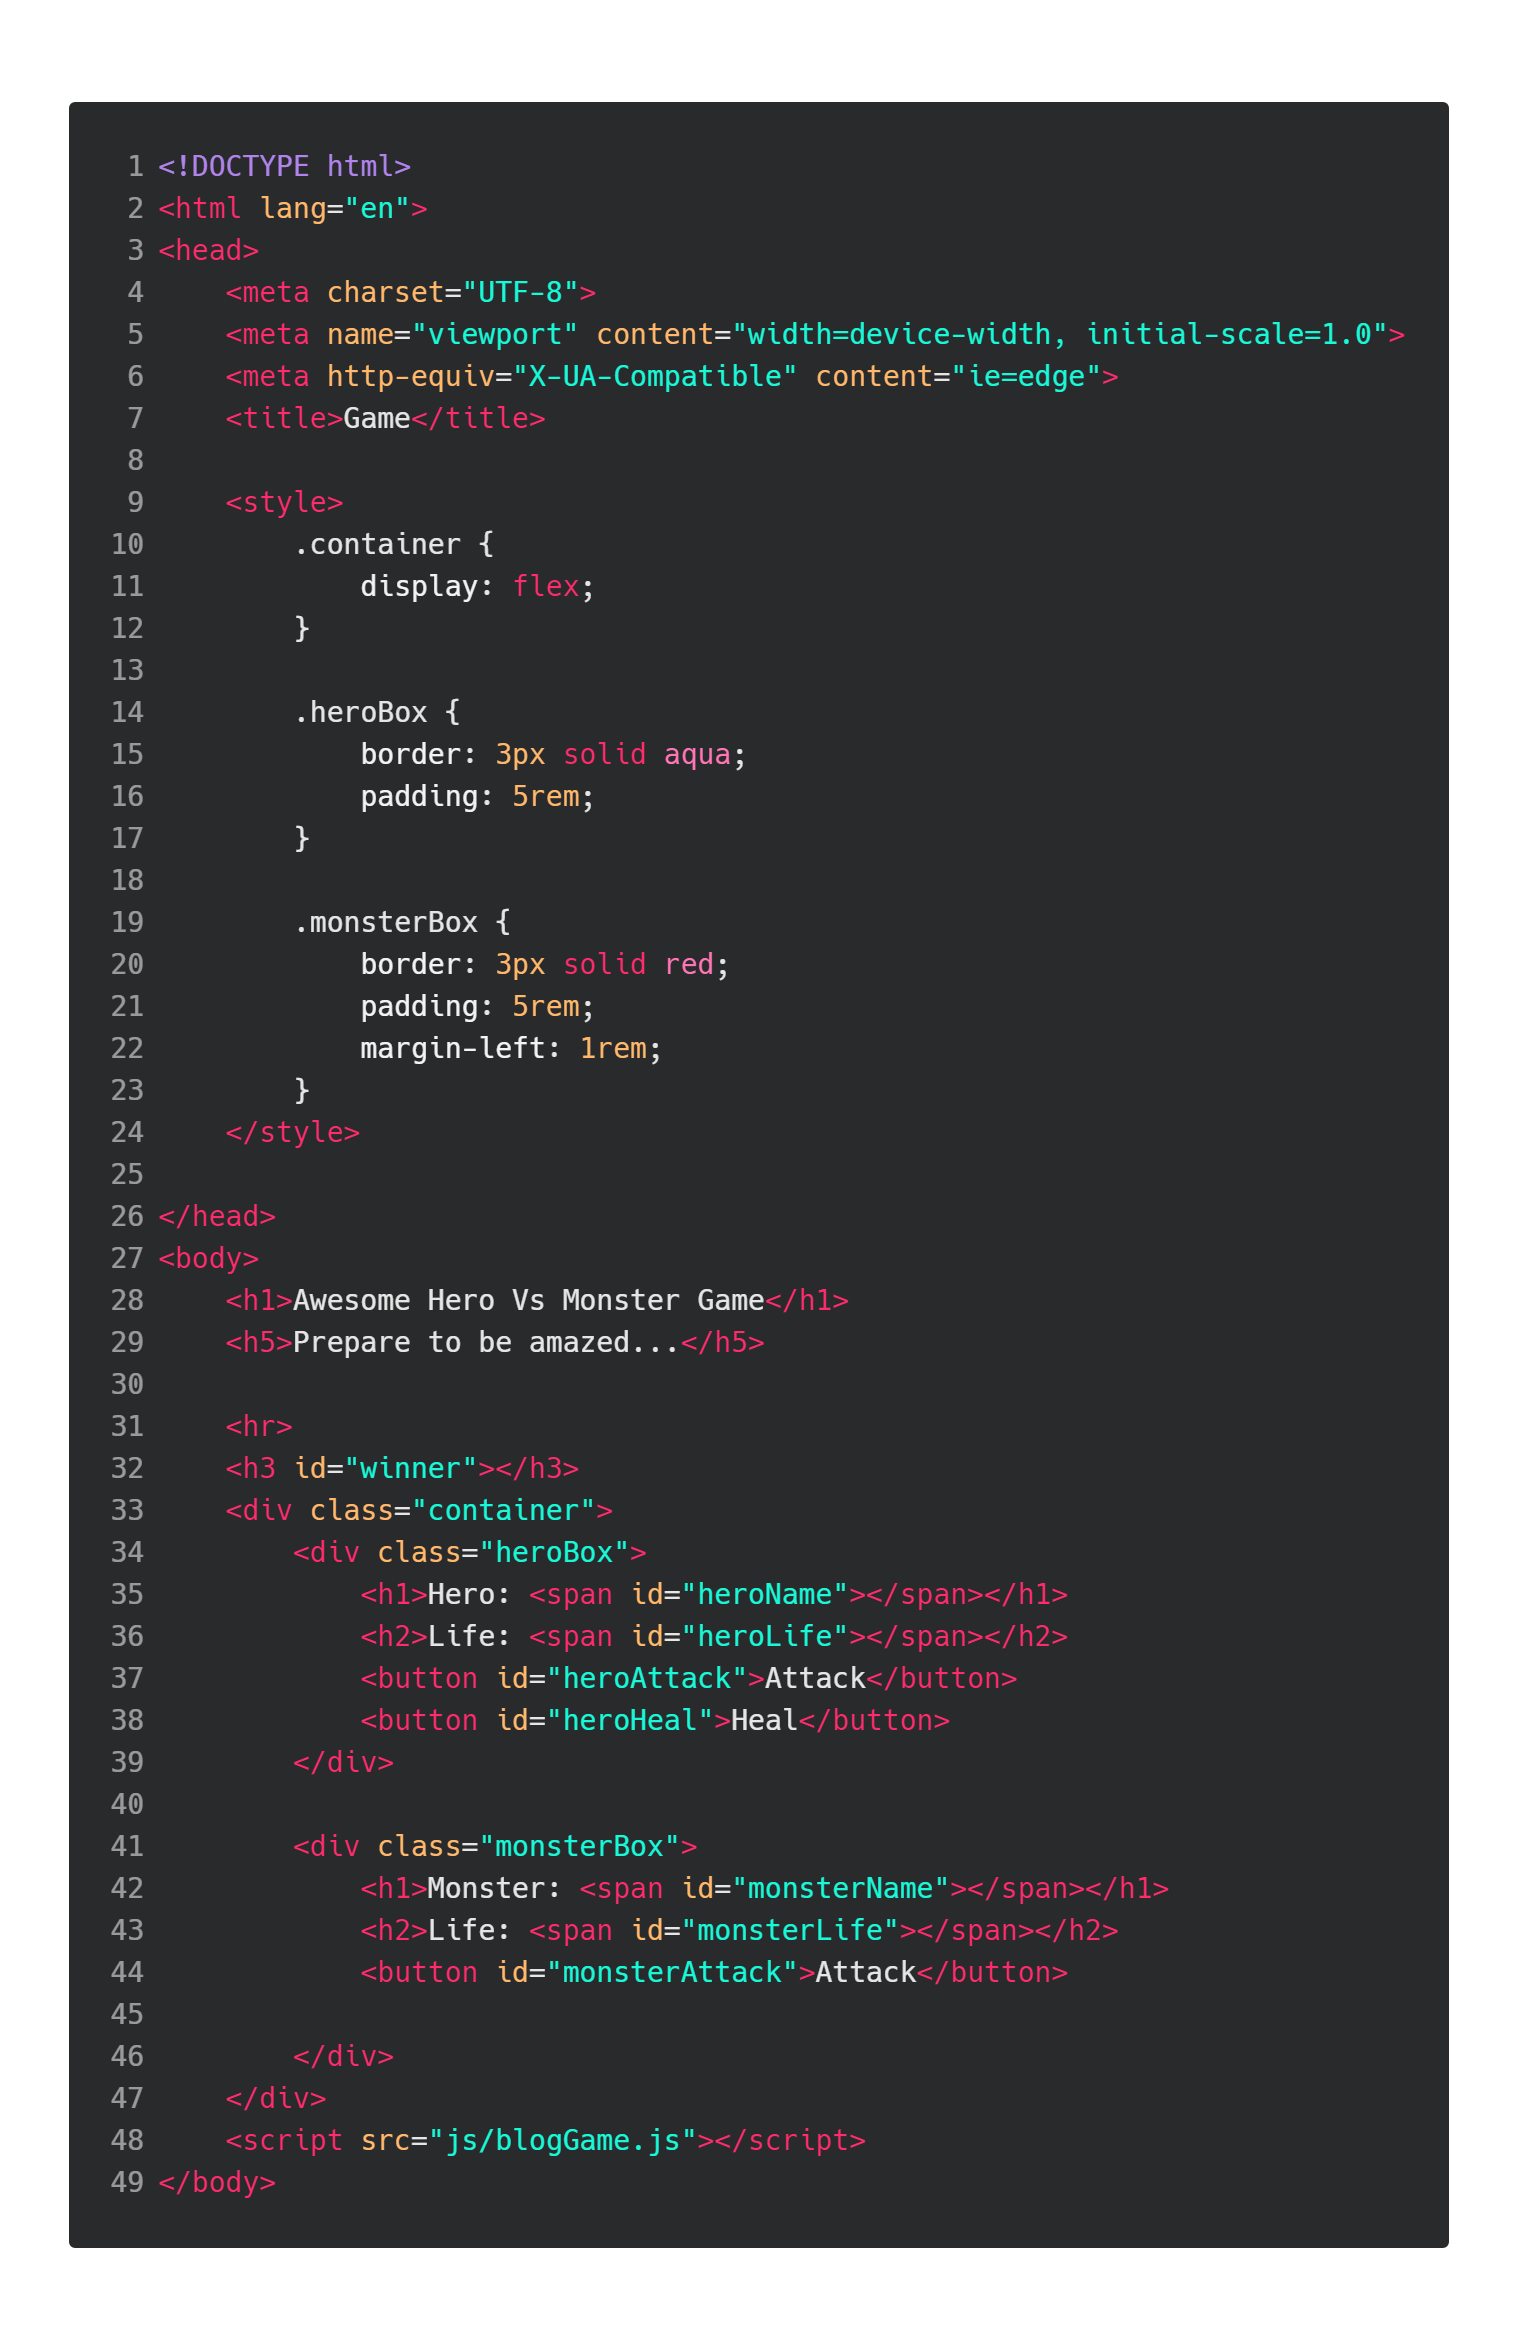 1 <!DOCTYPE html>
2 <html lang="en">
3 <head>
4     <meta charset="UTF-8">
5     <meta name="viewport" content="width=device-width, initial-scale=1.0">
6     <meta http-equiv="X-UA-Compatible" content="ie=edge">
7     <title>Game</title>
8
9     <style>
10         .container {
11             display: flex;
12         }
13
14         .heroBox {
15             border: 3px solid aqua;
16             padding: 5rem;
17         }
18
19         .monsterBox {
20             border: 3px solid red;
21             padding: 5rem;
22             margin-left: 1rem;
23         }
24     </style>
25
26 </head>
27 <body>
28     <h1>Awesome Hero Vs Monster Game</h1>
29     <h5>Prepare to be amazed...</h5>
30
31     <hr>
32     <h3 id="winner"></h3>
33     <div class="container">
34         <div class="heroBox">
35             <h1>Hero: <span id="heroName"></span></h1>
36             <h2>Life: <span id="heroLife"></span></h2>
37             <button id="heroAttack">Attack</button>
38             <button id="heroHeal">Heal</button>
39         </div>
40
41         <div class="monsterBox">
42             <h1>Monster: <span id="monsterName"></span></h1>
43             <h2>Life: <span id="monsterLife"></span></h2>
44             <button id="monsterAttack">Attack</button>
45
46         </div>
47     </div>
48     <script src="js/blogGame.js"></script>
49 </body>